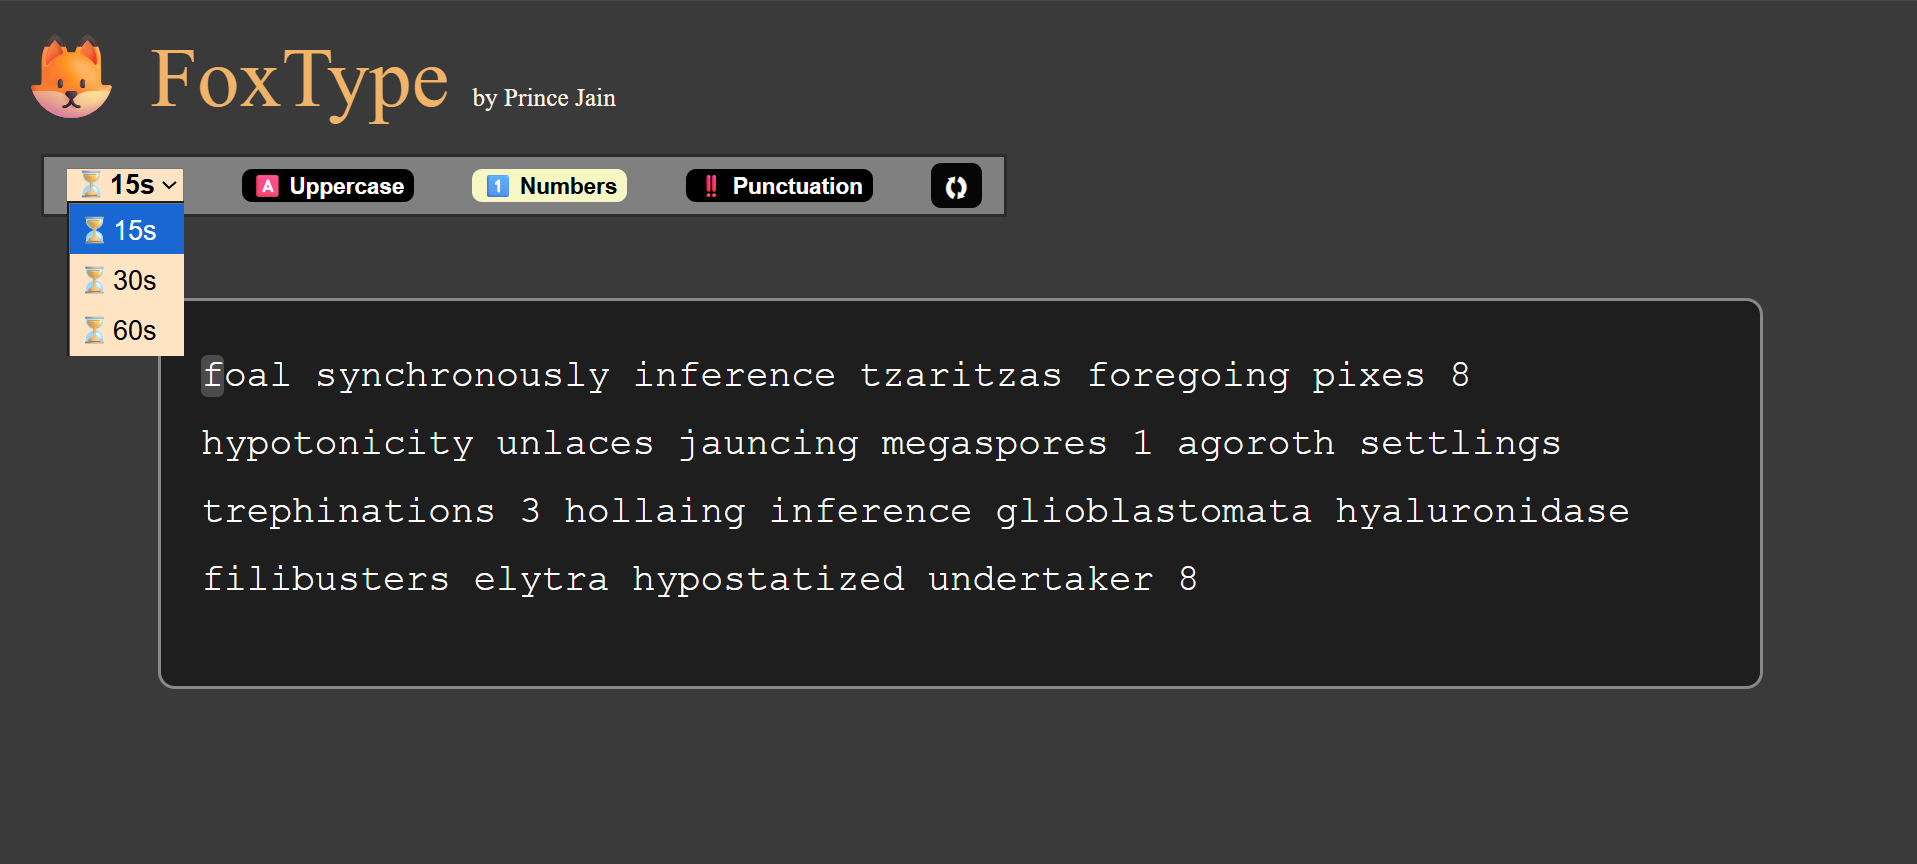 FoxType by Prince Jain
⏳ 15s 🅰 Uppercase 1️⃣ Numbers ‼ Punctuation
⏳ 15s
⏳ 30s
⏳ 60s
foal synchronously inference tzaritzas foregoing pixes 8
hypotonicity unlaces jauncing megaspores 1 agoroth settlings
trephinations 3 hollaing inference glioblastomata hyaluronidase
filibusters elytra hypostatized undertaker 8